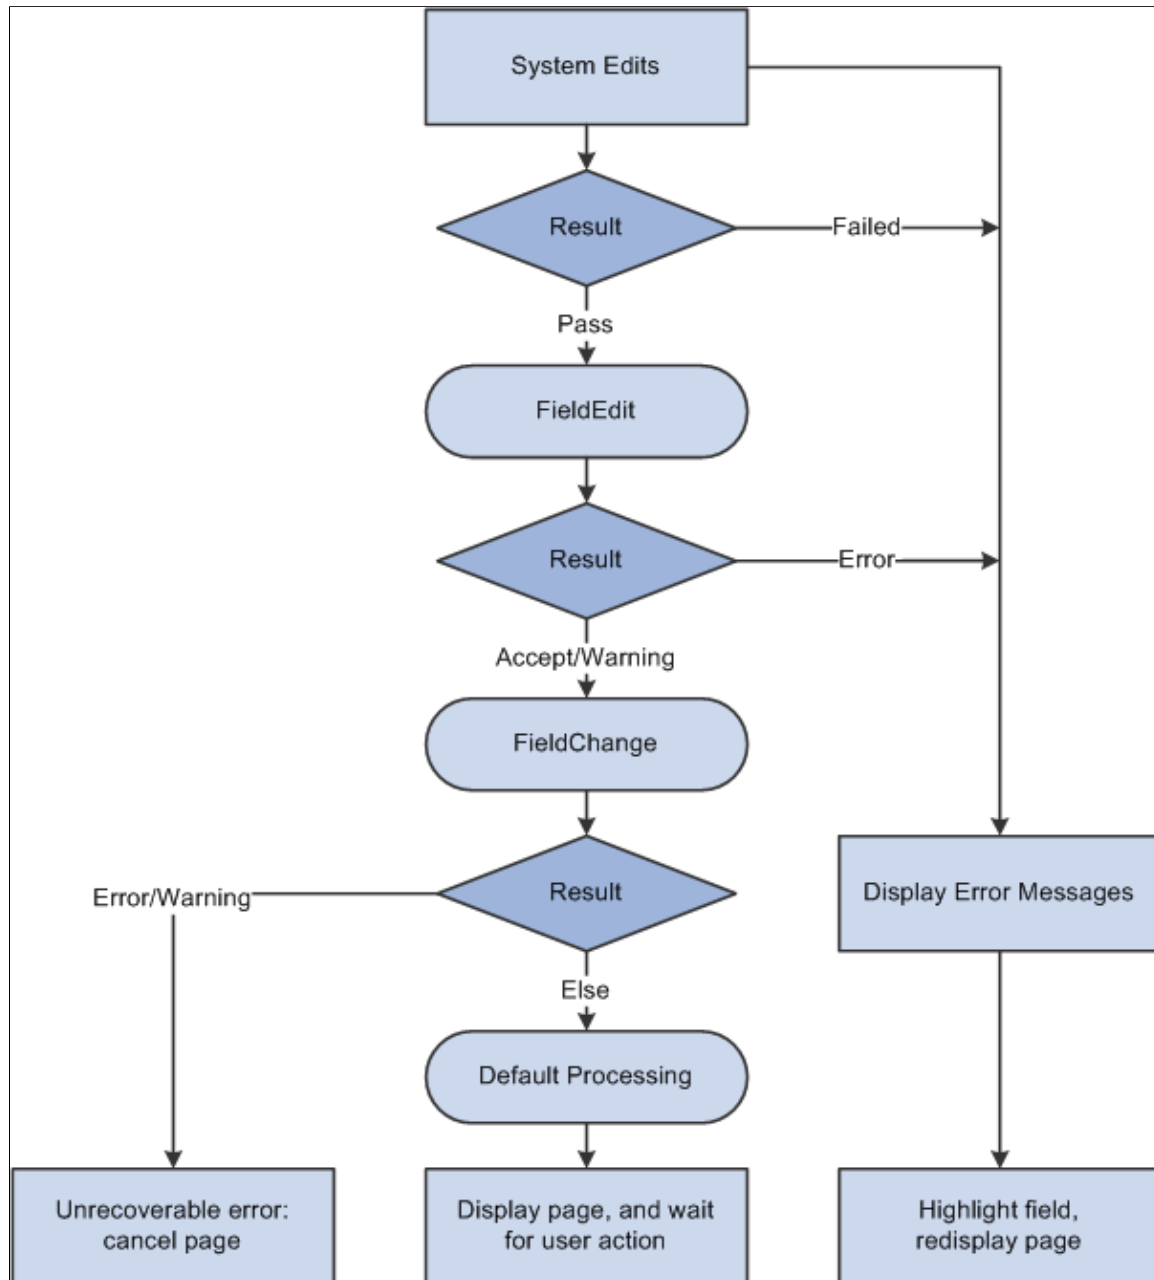 System Edits
Result
Failed
Pass
FieldEdit
Result
Error
Accept/Warning
FieldChange
Result
Error/Warning
Display Error Messages
Else
Default Processing
Unrecoverable error:
cancel page
Display page, and wait
for user action
Highlight field,
redisplay page